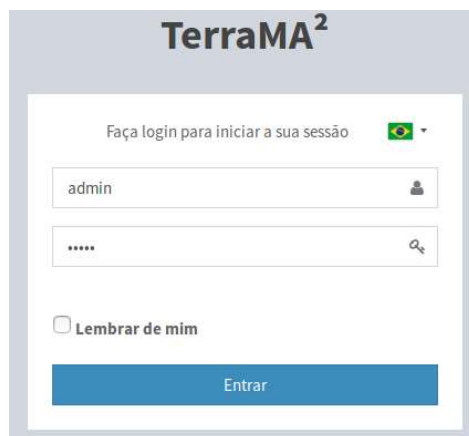 TerraMA²
Faça login para iniciar a sua sessão
admin
•••••
Lembrar de mim
Entrar